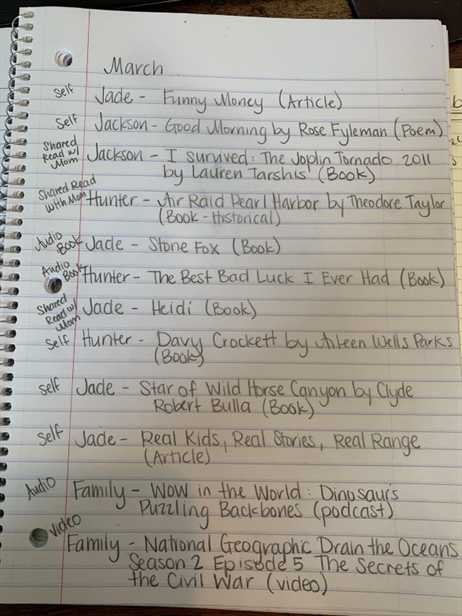 March
Self Jade - Funny Money (Article)
Self Jackson - Good Morning by Rose Fyleman (Poem)
Shared Read w/ Mom Jackson - I survived: The Joplin Tornado 2011
by Lauren Tarshis (Book)
Shared Read with Mom Hunter - Air Raid Pearl Harbor by Theodore Taylor
(Book - Historical)
Audio Book Jade - Stone Fox (Book)
Audio Book Hunter - The Best Bad Luck I Ever Had (Book)
Shared Read w/ Mom Jade - Heidi (Book)
Self Hunter - Davy Crockett by Aileen Wells Parks
(Book)
Self Jade - Star of Wild Horse Canyon by Clyde
Robert Bulla (Book)
Self Jade - Real Kids, Real Stories, Real Range
(Article)
Audio Family - Wow in the World: Dinosaur's
Puzzling Backbones (podcast)
Video Family - National Geographic Drain the Oceans
Season 2 Episode 5 The Secrets of
the Civil War (video)